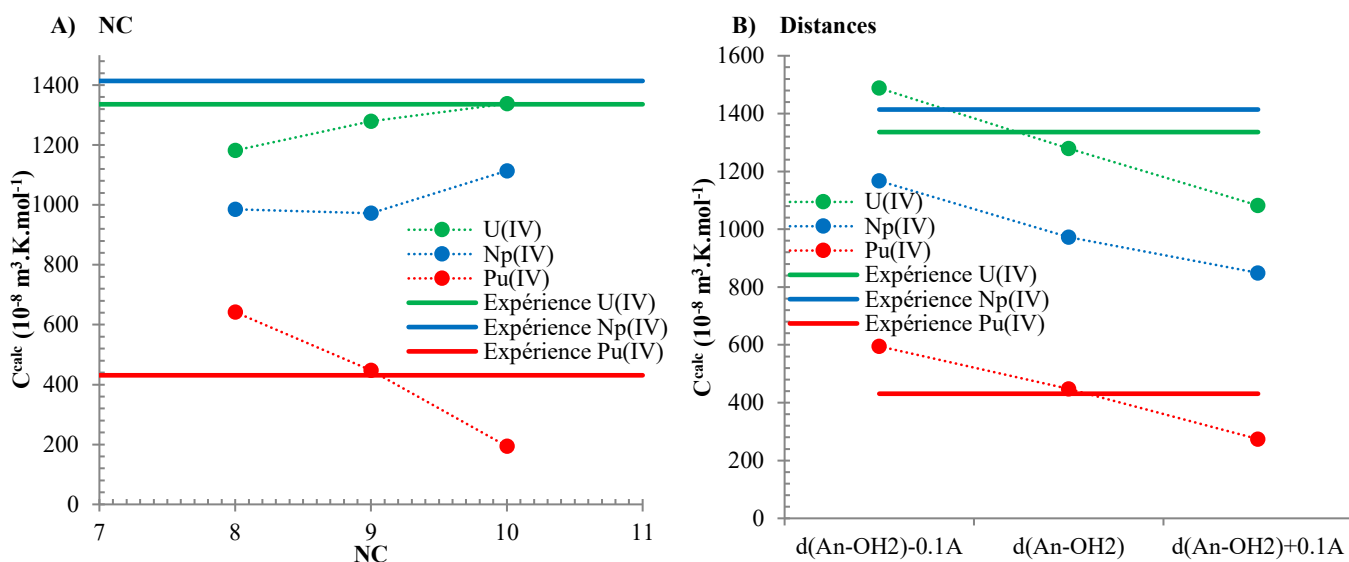 A) NC
Cᶜᵃˡᶜ (10⁻⁸ m³.K.mol⁻¹)
1400
1200
1000
800
600
400
200
0
7
8
9
10
11
NC
U(IV)
Np(IV)
Pu(IV)
Expérience U(IV)
Expérience Np(IV)
Expérience Pu(IV)
B) Distances
Cᶜᵃˡᶜ (10⁻⁸ m³.K.mol⁻¹)
1600
1400
1200
1000
800
600
400
200
0
U(IV)
Np(IV)
Pu(IV)
Expérience U(IV)
Expérience Np(IV)
Expérience Pu(IV)
d(An-OH2)-0.1A
d(An-OH2)
d(An-OH2)+0.1A